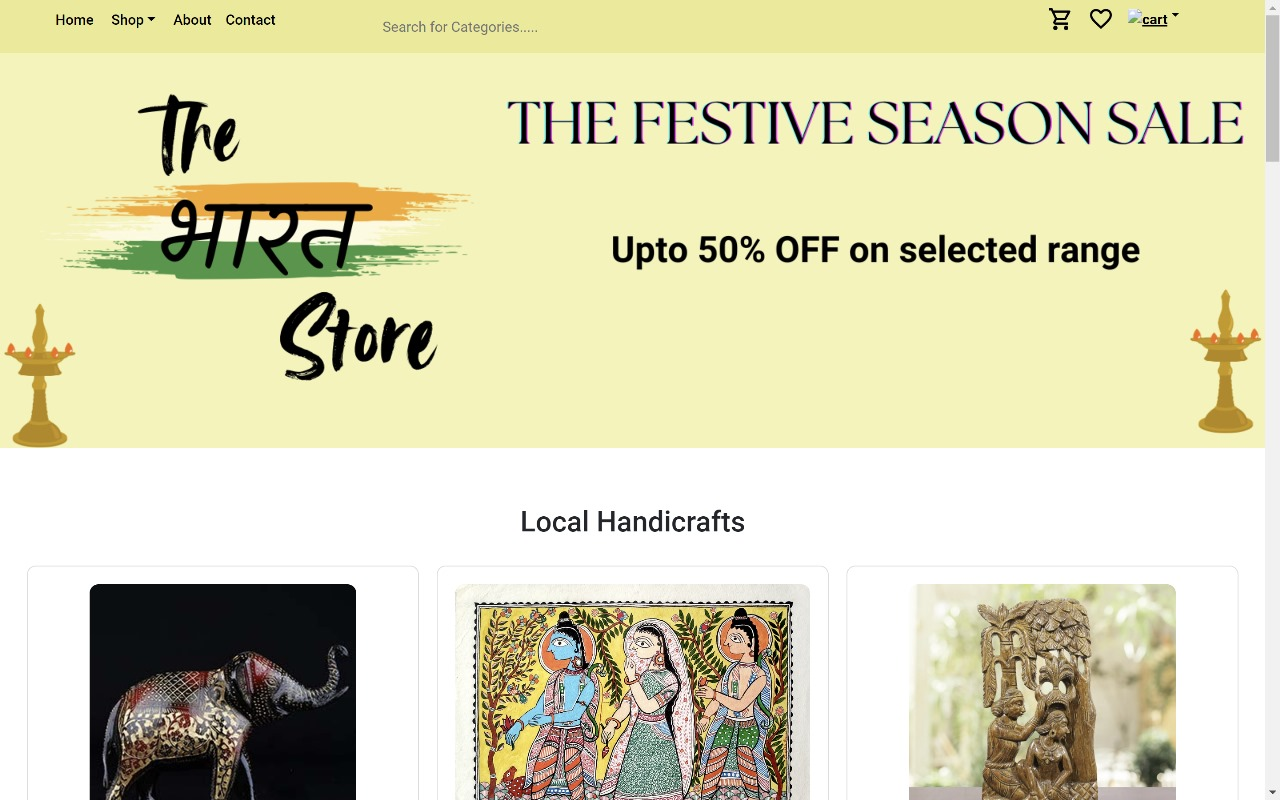 Home Shop About Contact
Search for Categories.....
cart
The
भारत
Store
THE FESTIVE SEASON SALE
Upto 50% OFF on selected range
Local Handicrafts